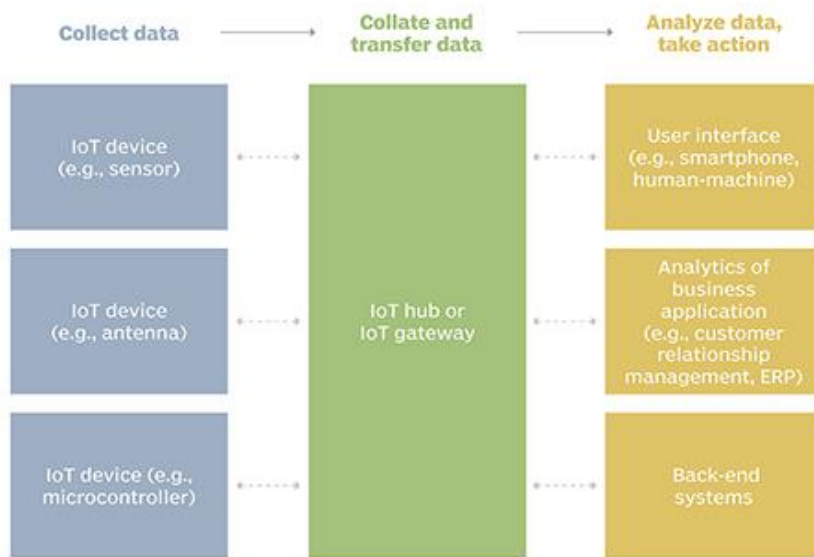 Collect data
Collate and
transfer data
Analyze data,
take action
IoT device
(e.g., sensor)
IoT device
(e.g., antenna)
IoT device (e.g.,
microcontroller)
IoT hub or
IoT gateway
User interface
(e.g., smartphone,
human-machine)
Analytics of
business
application
(e.g., customer
relationship
management, ERP)
Back-end
systems